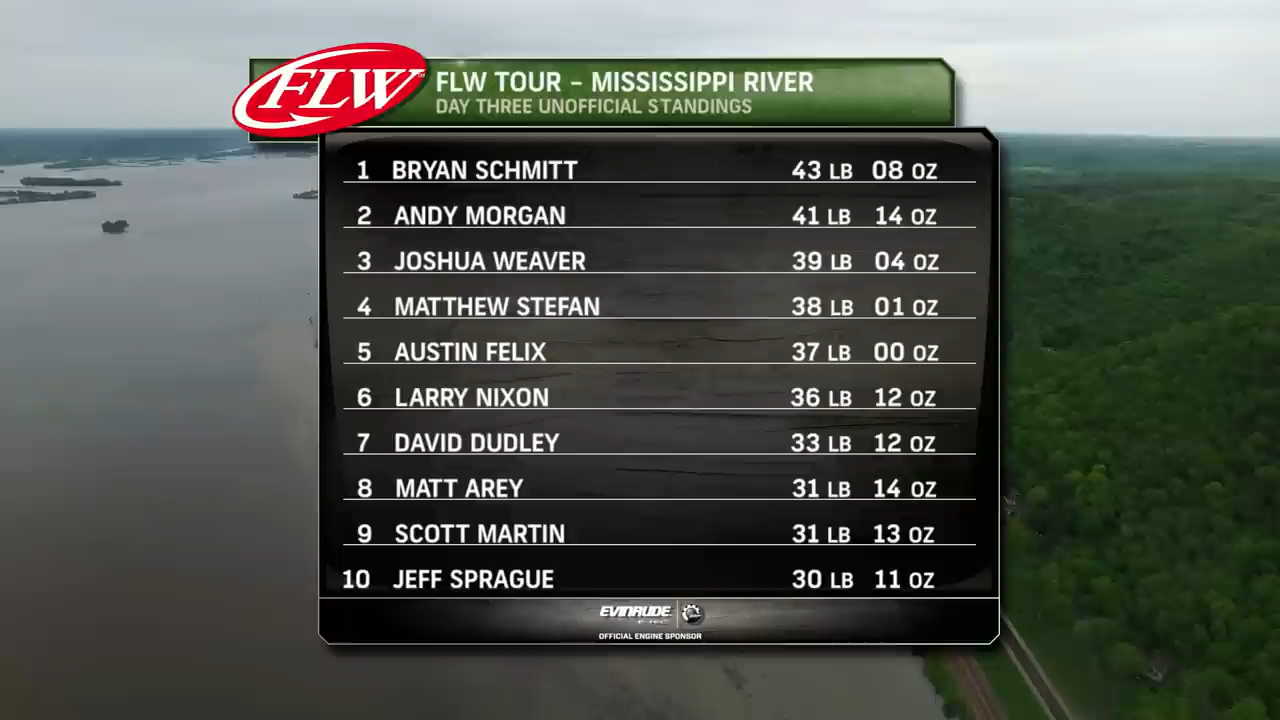 FLW
FLW TOUR – MISSISSIPPI RIVER
DAY THREE UNOFFICIAL STANDINGS
1 BRYAN SCHMITT 43 LB 08 OZ
2 ANDY MORGAN 41 LB 14 OZ
3 JOSHUA WEAVER 39 LB 04 OZ
4 MATTHEW STEFAN 38 LB 01 OZ
5 AUSTIN FELIX 37 LB 00 OZ
6 LARRY NIXON 36 LB 12 OZ
7 DAVID DUDLEY 33 LB 12 OZ
8 MATT AREY 31 LB 14 OZ
9 SCOTT MARTIN 31 LB 13 OZ
10 JEFF SPRAGUE 30 LB 11 OZ
EVINRUDE
OFFICIAL ENGINE SPONSOR